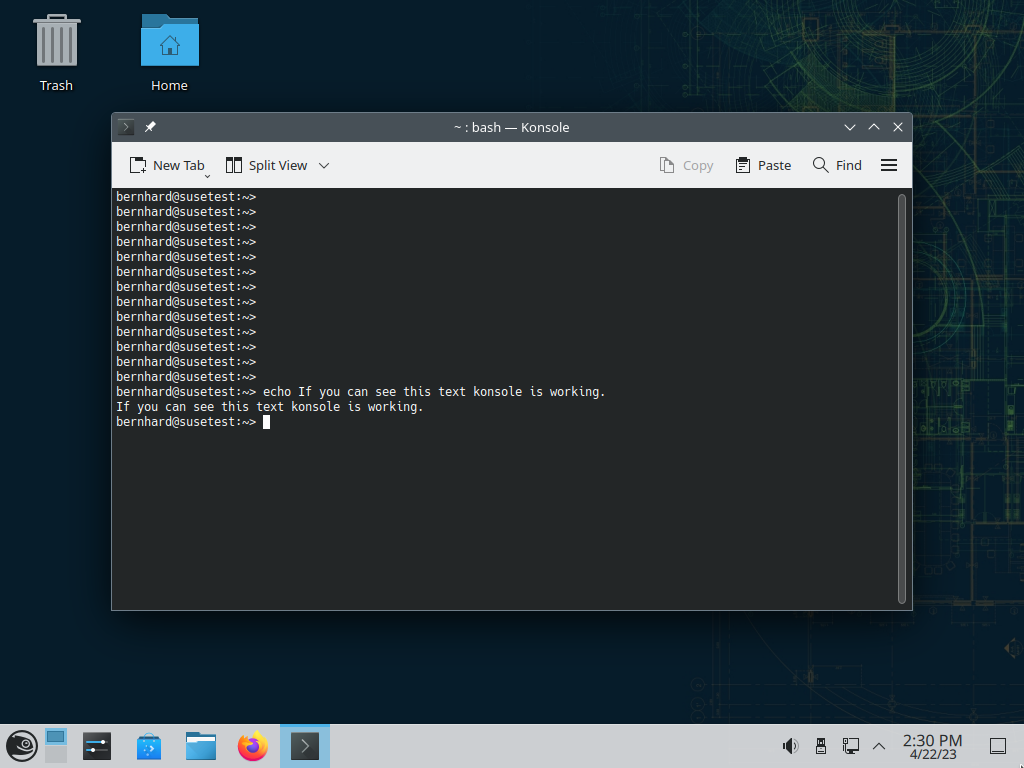 Trash
Home
~ : bash — Konsole
New Tab
Split View
Copy
Paste
Find
bernhard@susetest:~>
bernhard@susetest:~>
bernhard@susetest:~>
bernhard@susetest:~>
bernhard@susetest:~>
bernhard@susetest:~>
bernhard@susetest:~>
bernhard@susetest:~>
bernhard@susetest:~>
bernhard@susetest:~>
bernhard@susetest:~>
bernhard@susetest:~>
bernhard@susetest:~>
bernhard@susetest:~> echo If you can see this text konsole is working.
If you can see this text konsole is working.
bernhard@susetest:~>
2:30 PM
4/22/23